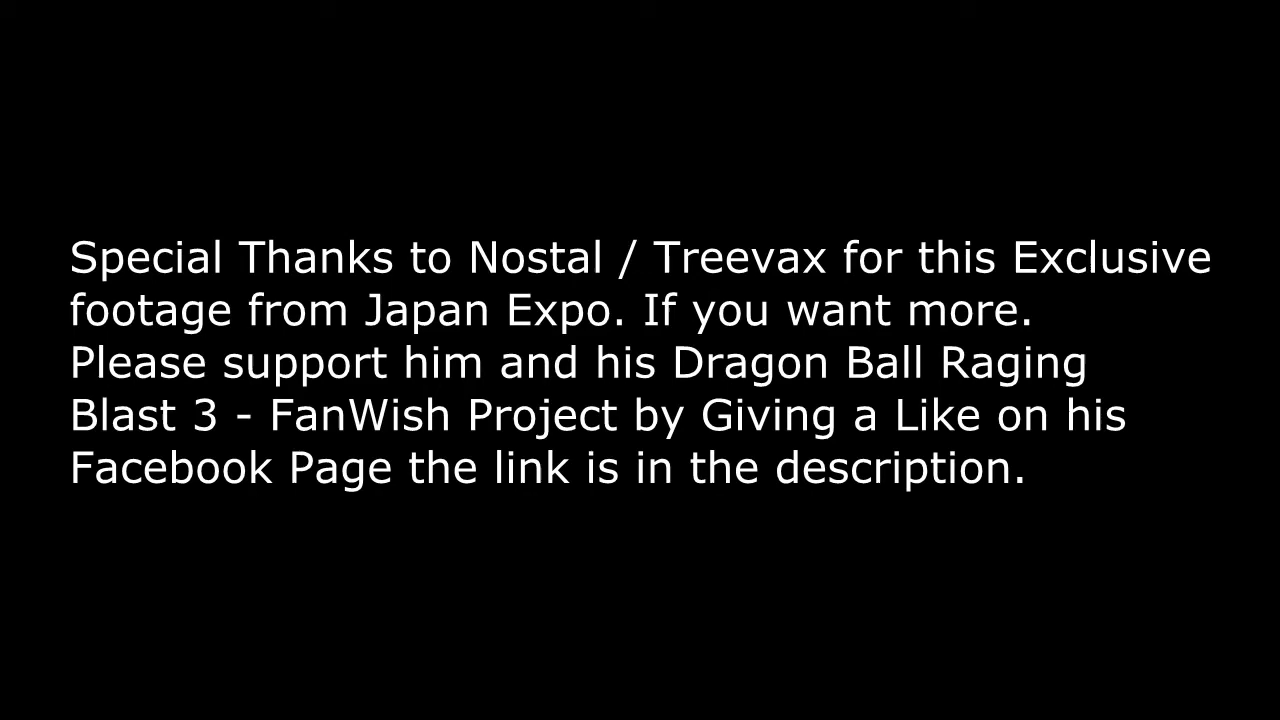 Special Thanks to Nostal / Treevax for this Exclusive
footage from Japan Expo. If you want more.
Please support him and his Dragon Ball Raging
Blast 3 - FanWish Project by Giving a Like on his
Facebook Page the link is in the description.